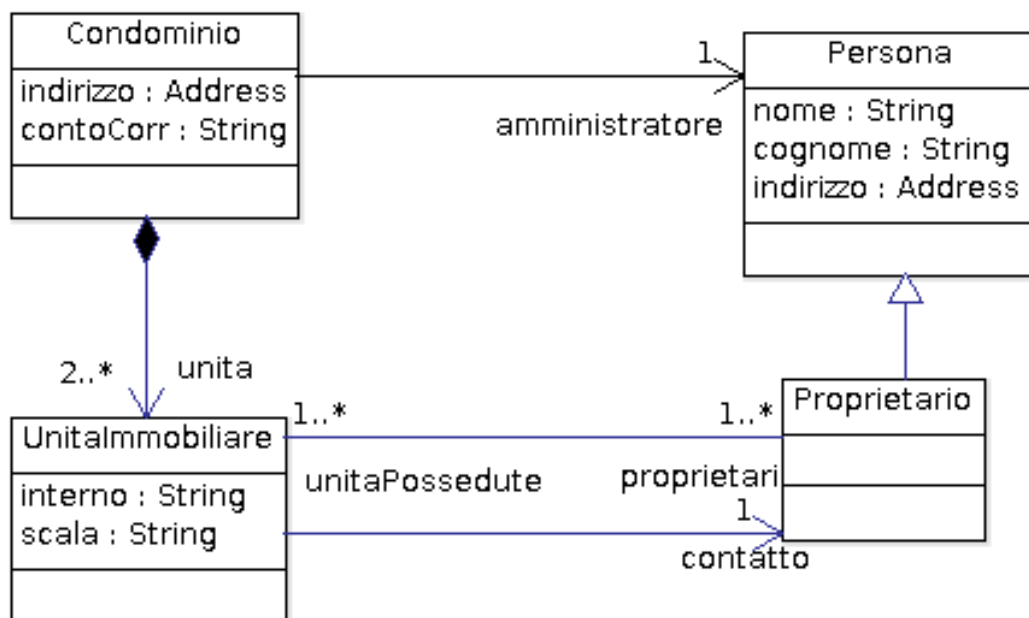 Condominio
indirizzo : Address
contoCorr : String
1
amministratore
Persona
nome : String
cognome : String
indirizzo : Address
2..*
unita
UnitaImmobiliare
interno : String
scala : String
1..*
unitaPossedute
1..*
proprietari
1
contatto
Proprietario